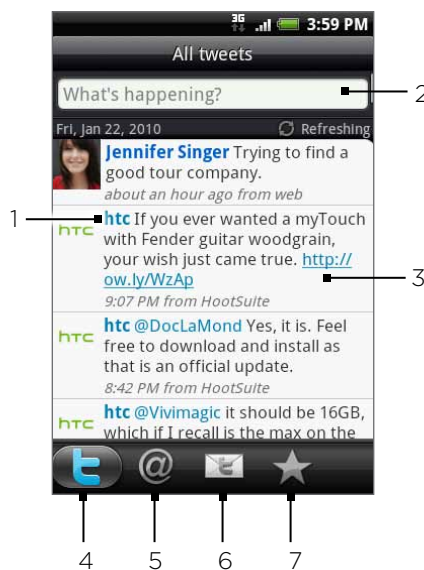 3G 3:59 PM
All tweets
What's happening?
2
Fri, Jan 22, 2010 Refreshing
Jennifer Singer Trying to find a
good tour company.
about an hour ago from web
1
hTC
htc If you ever wanted a myTouch
with Fender guitar woodgrain,
your wish just came true. http://
ow.ly/WzAp
3
9:07 PM from HootSuite
hTC
htc @DocLaMond Yes, it is. Feel
free to download and install as
that is an official update.
8:42 PM from HootSuite
hTC
htc @Vivimagic it should be 16GB,
which if I recall is the max on the
t @ t
4 5 6 7